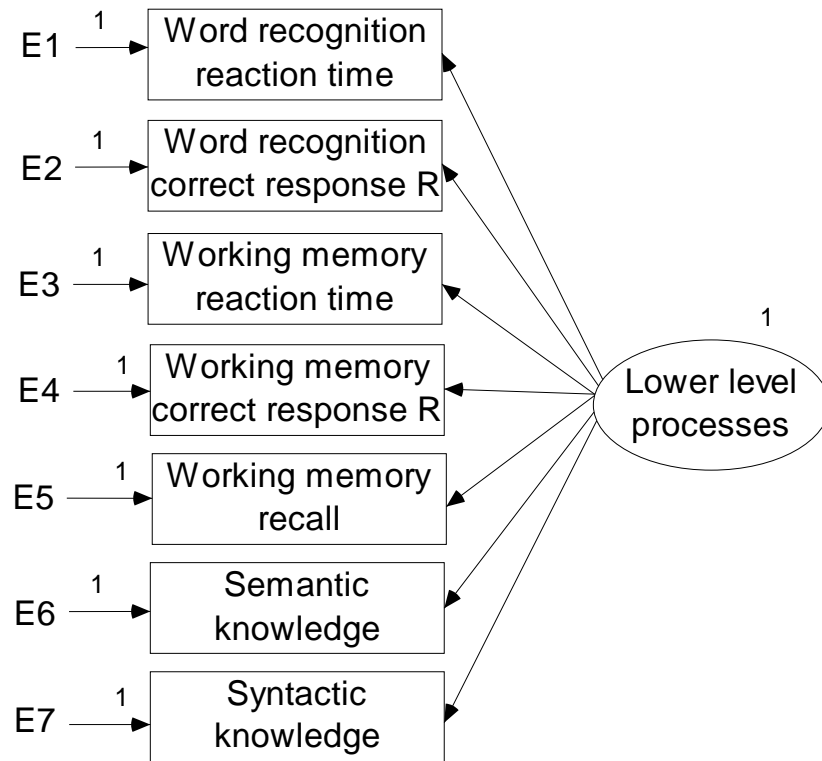 1
E1
Word recognition
reaction time
1
E2
Word recognition
correct response R
1
E3
Working memory
reaction time
1
E4
Working memory
correct response R
1
E5
Working memory
recall
1
E6
Semantic
knowledge
1
E7
Syntactic
knowledge
1
Lower level
processes